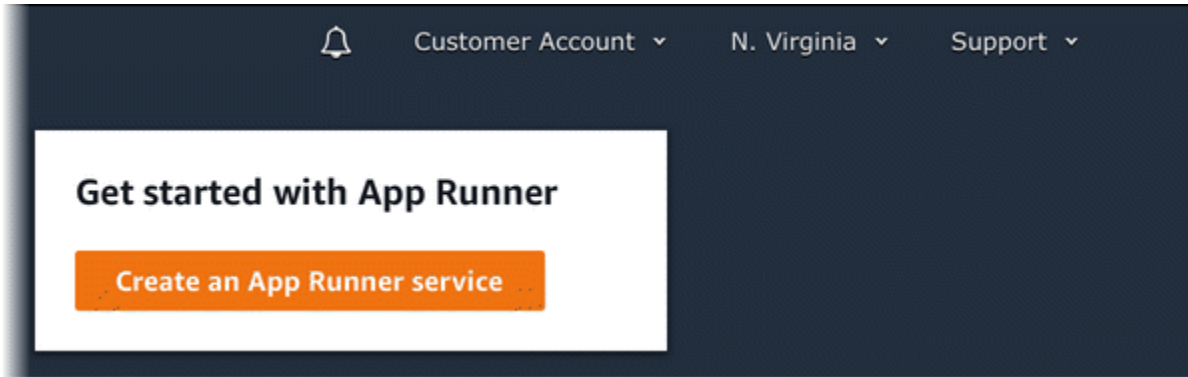 Customer Account N. Virginia Support
Get started with App Runner
Create an App Runner service